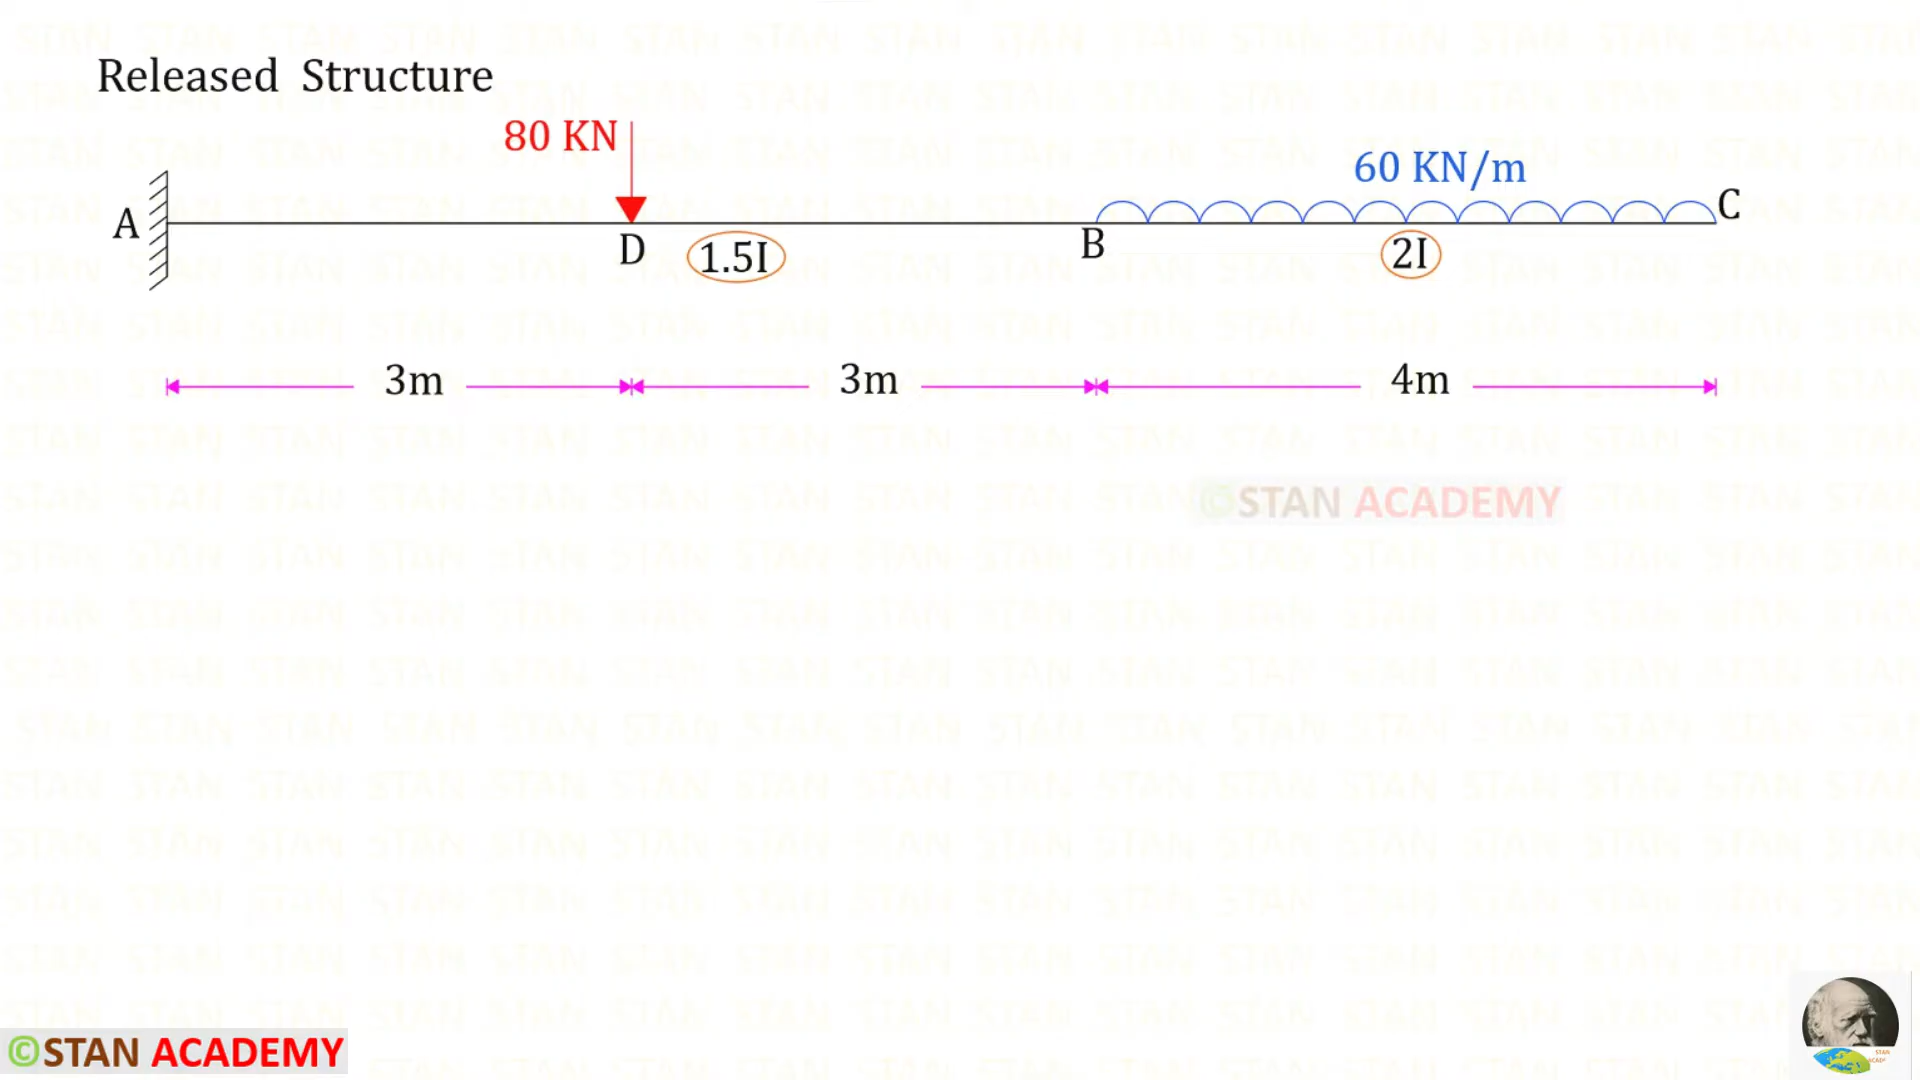 Released Structure
80 KN
60 KN/m
A
D
1.5I
B
2I
C
3m
3m
4m
©STAN ACADEMY
©STAN ACADEMY